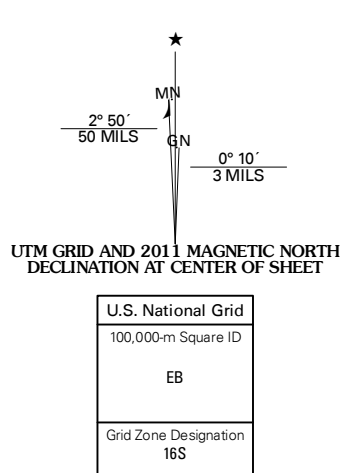 ★
MN
2° 50´
50 MILS
GN
0° 10´
3 MILS
UTM GRID AND 2011 MAGNETIC NORTH
DECLINATION AT CENTER OF SHEET
U.S. National Grid
100,000-m Square ID
EB
Grid Zone Designation
16S